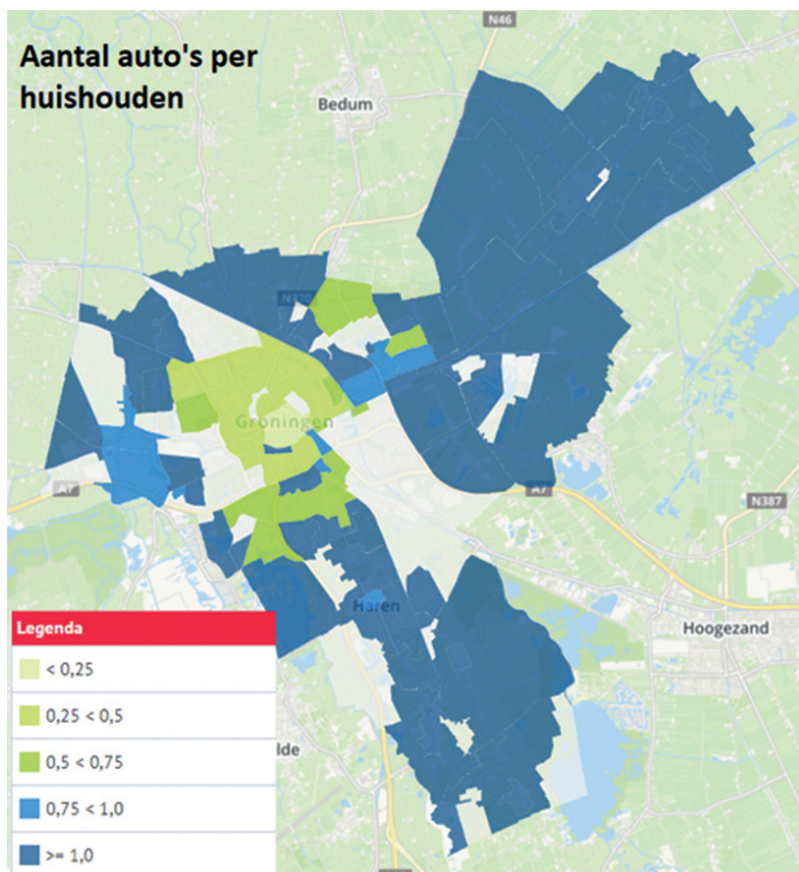 Aantal auto's per
huishouden
N46
Bedum
Groningen
A7
A7
N387
Haren
Hoogezand
lde
Legenda
< 0,25
0,25 < 0,5
0,5 < 0,75
0,75 < 1,0
>= 1,0